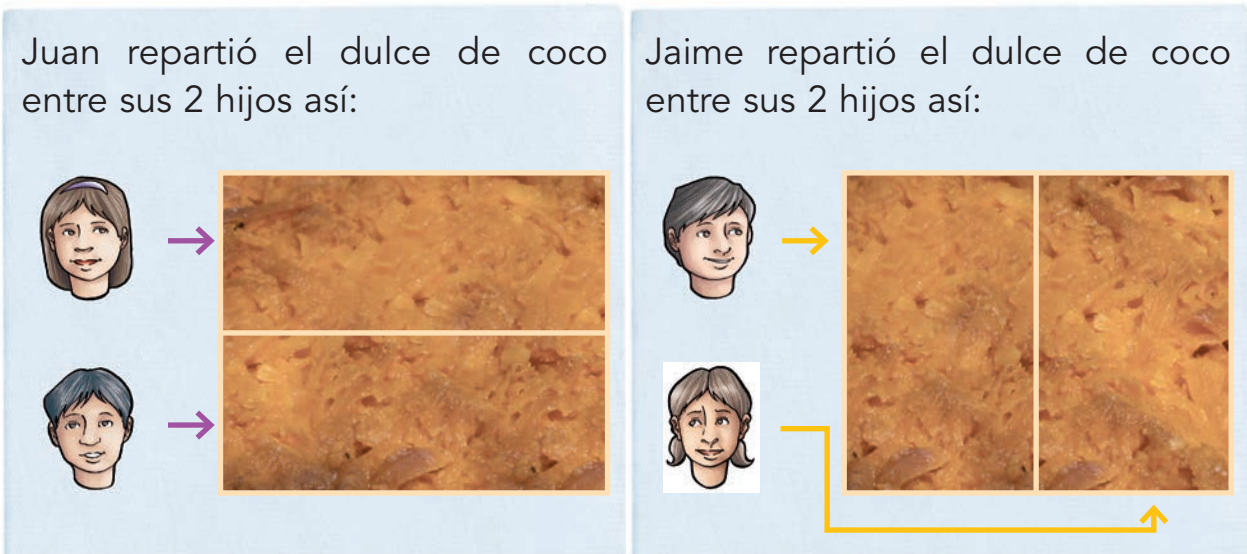 Juan repartió el dulce de coco
entre sus 2 hijos así:
Jaime repartió el dulce de coco
entre sus 2 hijos así: